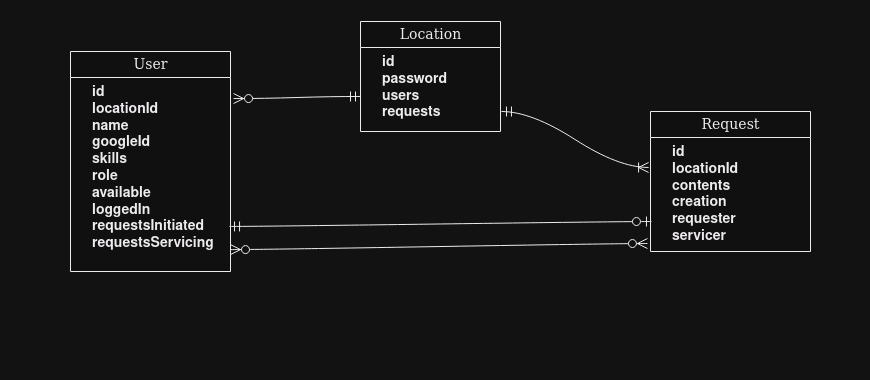 User
id
locationId
name
googleId
skills
role
available
loggedIn
requestsInitiated
requestsServicing
Location
id
password
users
requests
Request
id
locationId
contents
creation
requester
servicer